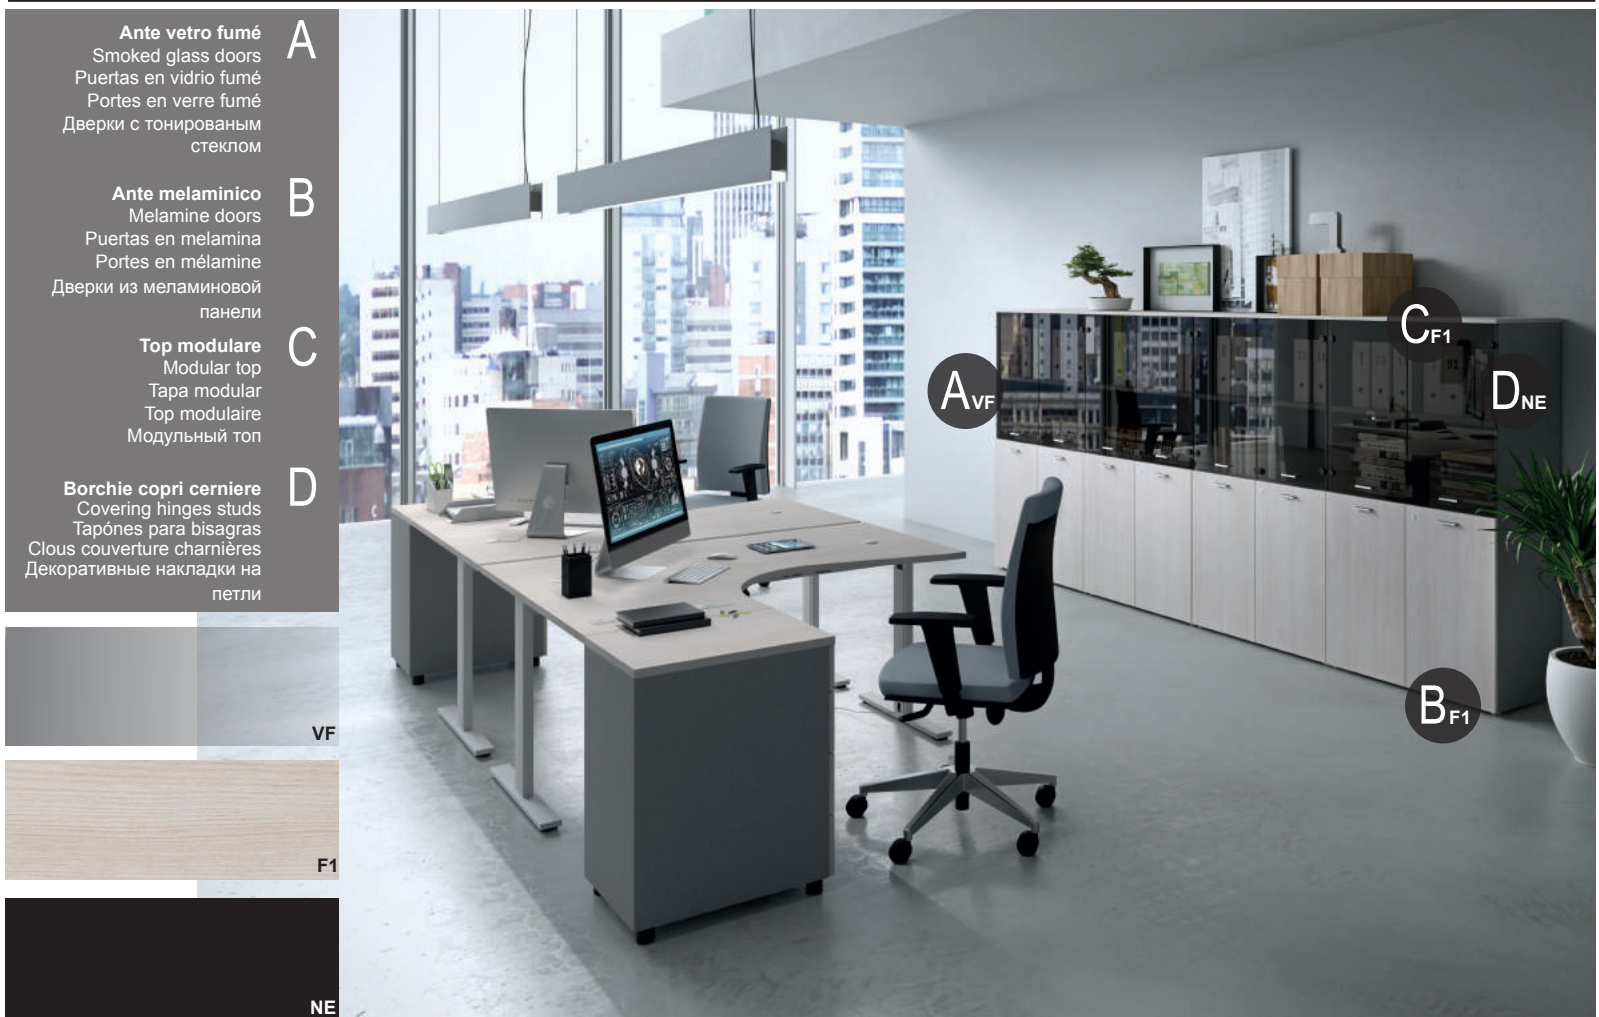 Ante vetro fumé
A
Smoked glass doors
Puertas en vidrio fumé
Portes en verre fumé
Дверки с тонированым
стеклом
Ante melaminico
B
Melamine doors
Puertas en melamina
Portes en mélamine
Дверки из меламиновой
панели
Top modulare
C
Modular top
Tapa modular
Top modulaire
Модульный топ
Borchie copri cerniere
D
Covering hinges studs
Tapónes para bisagras
Clous couverture charnières
Декоративные накладки на
петли
VF
F1
NE
CF1
AVF
DNE
BF1